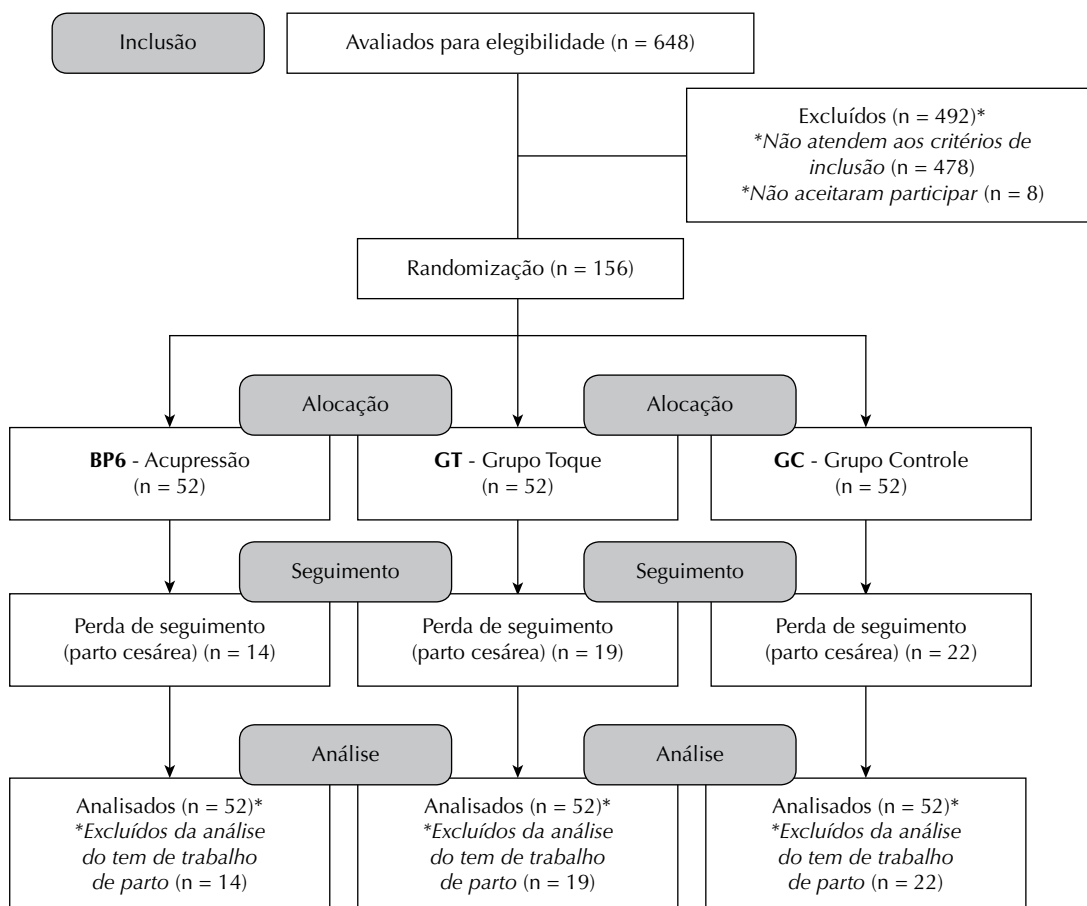 Inclusão
Avaliados para elegibilidade (n = 648)
Excluídos (n = 492)*
*Não atendem aos critérios de
inclusão (n = 478)
*Não aceitaram participar (n = 8)
Randomização (n = 156)
Alocação
Alocação
BP6 - Acupressão
(n = 52)
GT - Grupo Toque
(n = 52)
GC - Grupo Controle
(n = 52)
Seguimento
Seguimento
Perda de seguimento
(parto cesárea) (n = 14)
Perda de seguimento
(parto cesárea) (n = 19)
Perda de seguimento
(parto cesárea) (n = 22)
Análise
Análise
Analisados (n = 52)*
*Excluídos da análise
do tem de trabalho
de parto (n = 14)
Analisados (n = 52)*
*Excluídos da análise
do tem de trabalho
de parto (n = 19)
Analisados (n = 52)*
*Excluídos da análise
do tem de trabalho
de parto (n = 22)